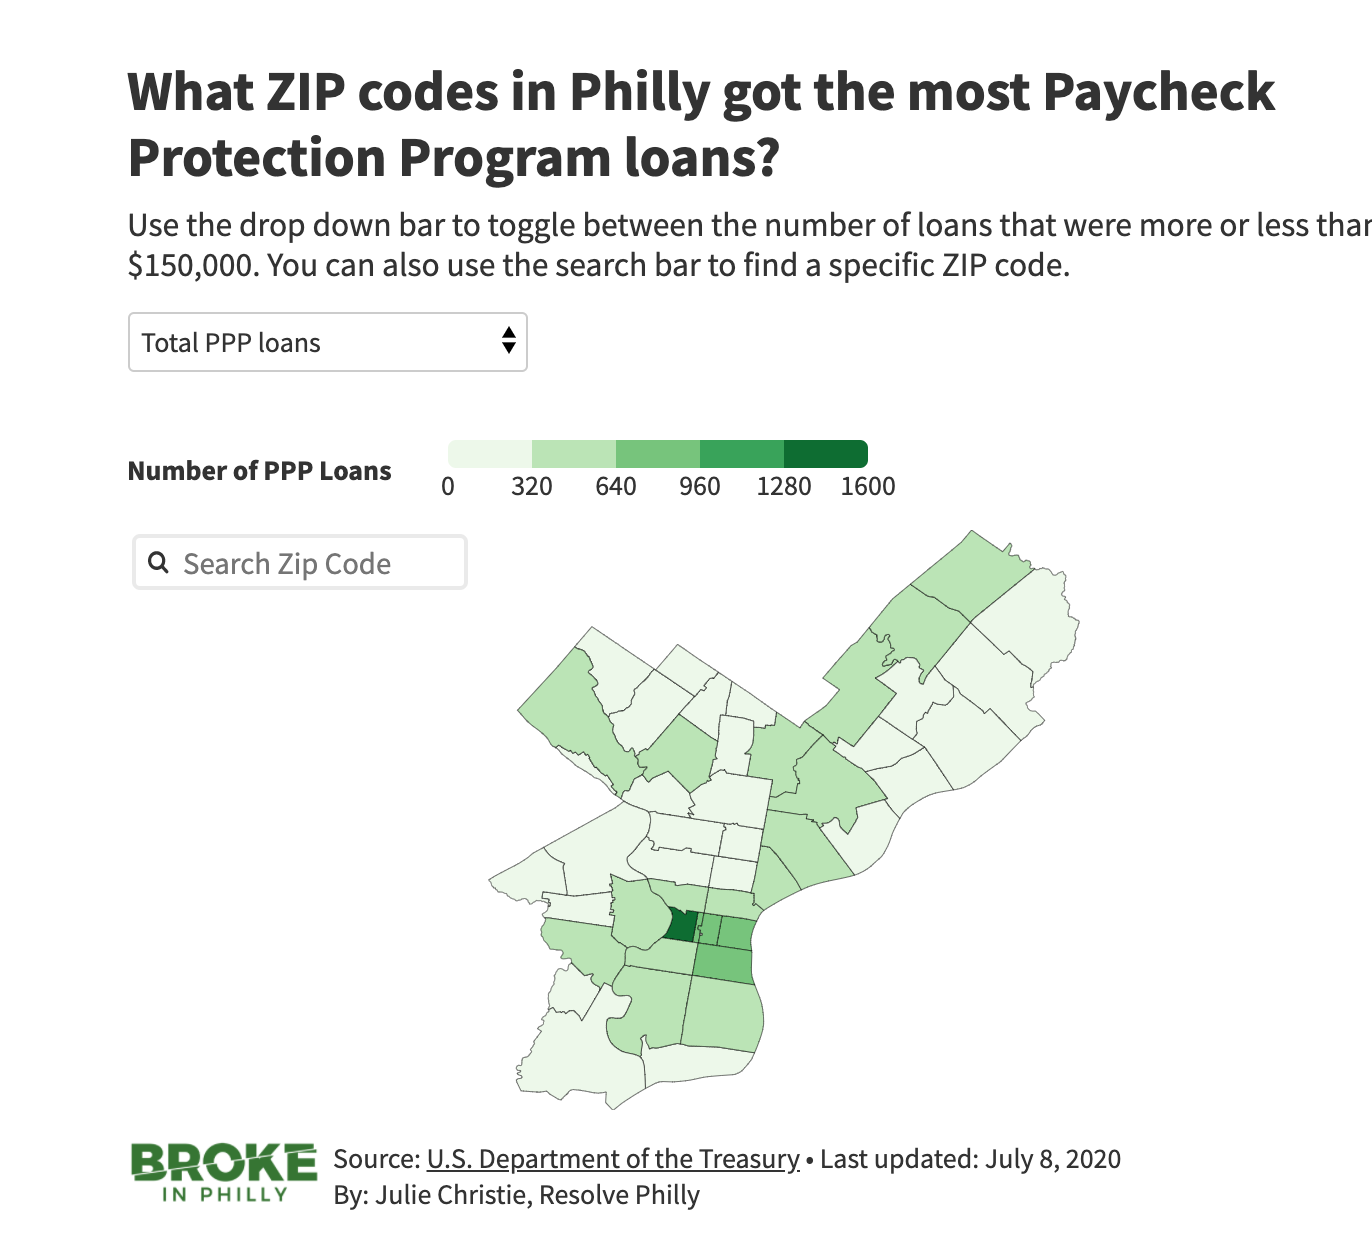 What ZIP codes in Philly got the most Paycheck
Protection Program loans?
Use the drop down bar to toggle between the number of loans that were more or less than
$150,000. You can also use the search bar to find a specific ZIP code.
Total PPP loans
Number of PPP Loans
0 320 640 960 1280 1600
Search Zip Code
BROKE
IN PHILLY
Source: U.S. Department of the Treasury • Last updated: July 8, 2020
By: Julie Christie, Resolve Philly